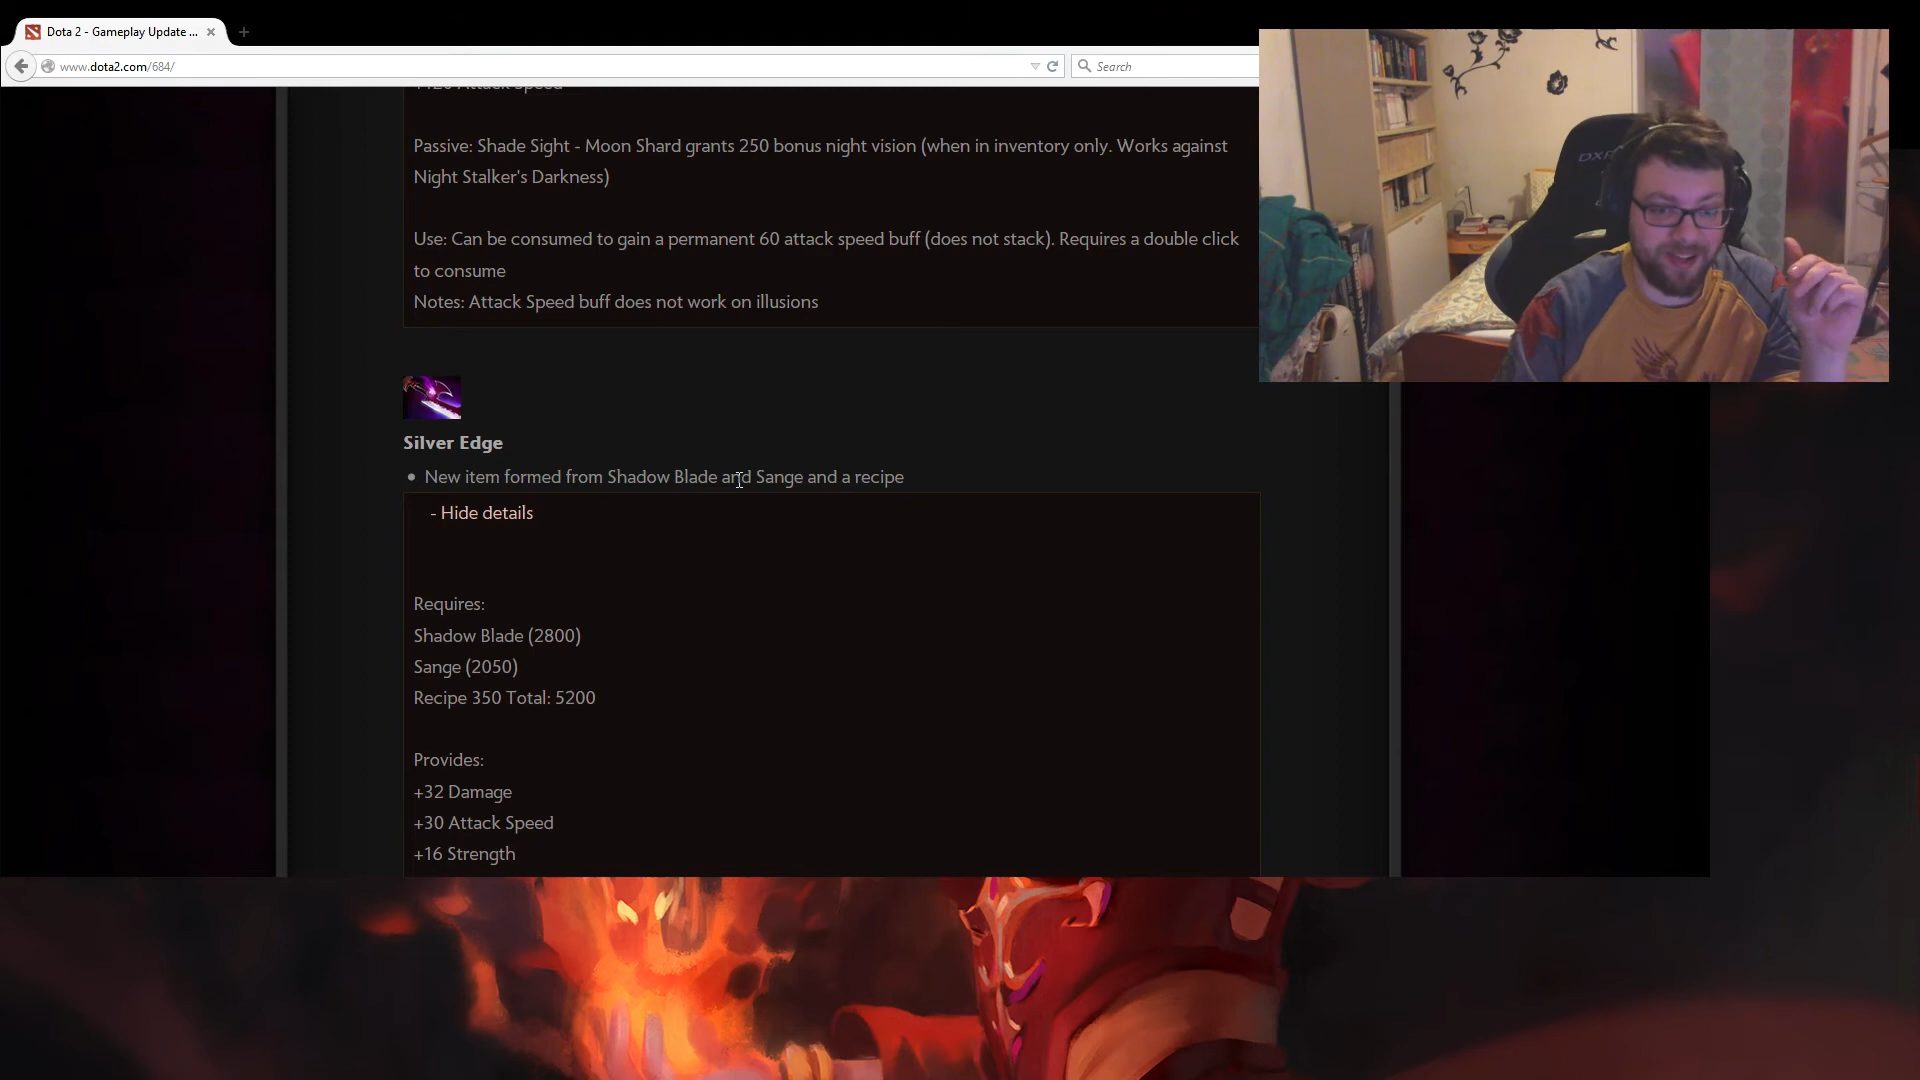 Dota 2 - Gameplay Update ...
www.dota2.com/684/
Search
Passive: Shade Sight - Moon Shard grants 250 bonus night vision (when in inventory only. Works against
Night Stalker's Darkness)
Use: Can be consumed to gain a permanent 60 attack speed buff (does not stack). Requires a double click
to consume
Notes: Attack Speed buff does not work on illusions
Silver Edge
• New item formed from Shadow Blade and Sange and a recipe
- Hide details
Requires:
Shadow Blade (2800)
Sange (2050)
Recipe 350 Total: 5200
Provides:
+32 Damage
+30 Attack Speed
+16 Strength